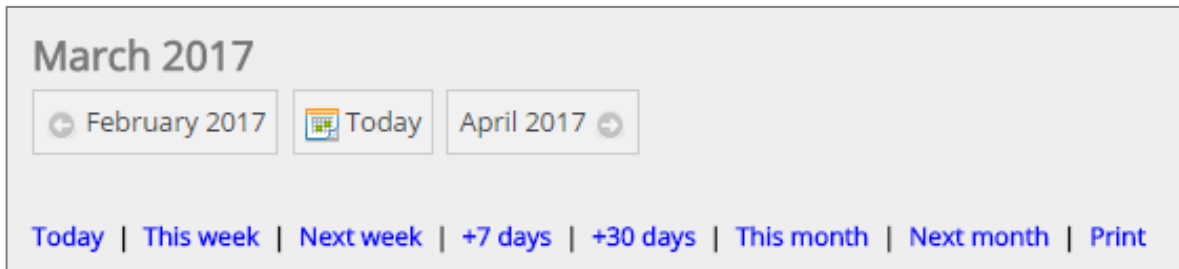 March 2017
February 2017 Today April 2017
Today | This week | Next week | +7 days | +30 days | This month | Next month | Print